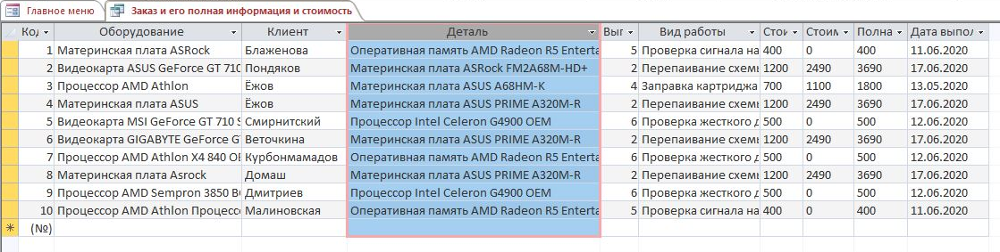 Главное меню Заказ и его полная информация и стоимость
Код Оборудование Клиент Деталь Вып Вид работы Стои Стоим Полна Дата выпол
1 Материнская плата ASRock Блаженова Оперативная память AMD Radeon R5 Enterta 5 Проверка сигнала на 400 0 400 11.06.2020
2 Видеокарта ASUS GeForce GT 710 Пондяков Материнская плата ASRock FM2A68M-HD+ 2 Перепаивание схемы 1200 2490 3690 17.06.2020
3 Процессор AMD Athlon Ёжов Материнская плата ASUS A68HM-K 4 Заправка картриджа 700 1100 1800 13.05.2020
4 Материнская плата ASUS Ёжов Материнская плата ASUS PRIME A320M-R 2 Перепаивание схемы 1200 2490 3690 17.06.2020
5 Видеокарта MSI GeForce GT 710 S Смирнитский Процессор Intel Celeron G4900 OEM 6 Проверка жесткого д 500 0 500 12.06.2020
6 Видеокарта GIGABYTE GeForce GT Веточкина Материнская плата ASUS PRIME A320M-R 2 Перепаивание схемы 1200 2490 3690 17.06.2020
7 Процессор AMD Athlon X4 840 OE Курбонмамадов Оперативная память AMD Radeon R5 Enterta 6 Проверка жесткого д 500 0 500 12.06.2020
8 Материнская плата Asrock Домаш Материнская плата ASUS PRIME A320M-R 2 Перепаивание схемы 1200 2490 3690 17.06.2020
9 Процессор AMD Sempron 3850 BO Дмитриев Процессор Intel Celeron G4900 OEM 6 Проверка жесткого д 500 0 500 12.06.2020
10 Процессор AMD Athlon Процессо Малиновская Оперативная память AMD Radeon R5 Enterta 5 Проверка сигнала на 400 0 400 11.06.2020
(№)